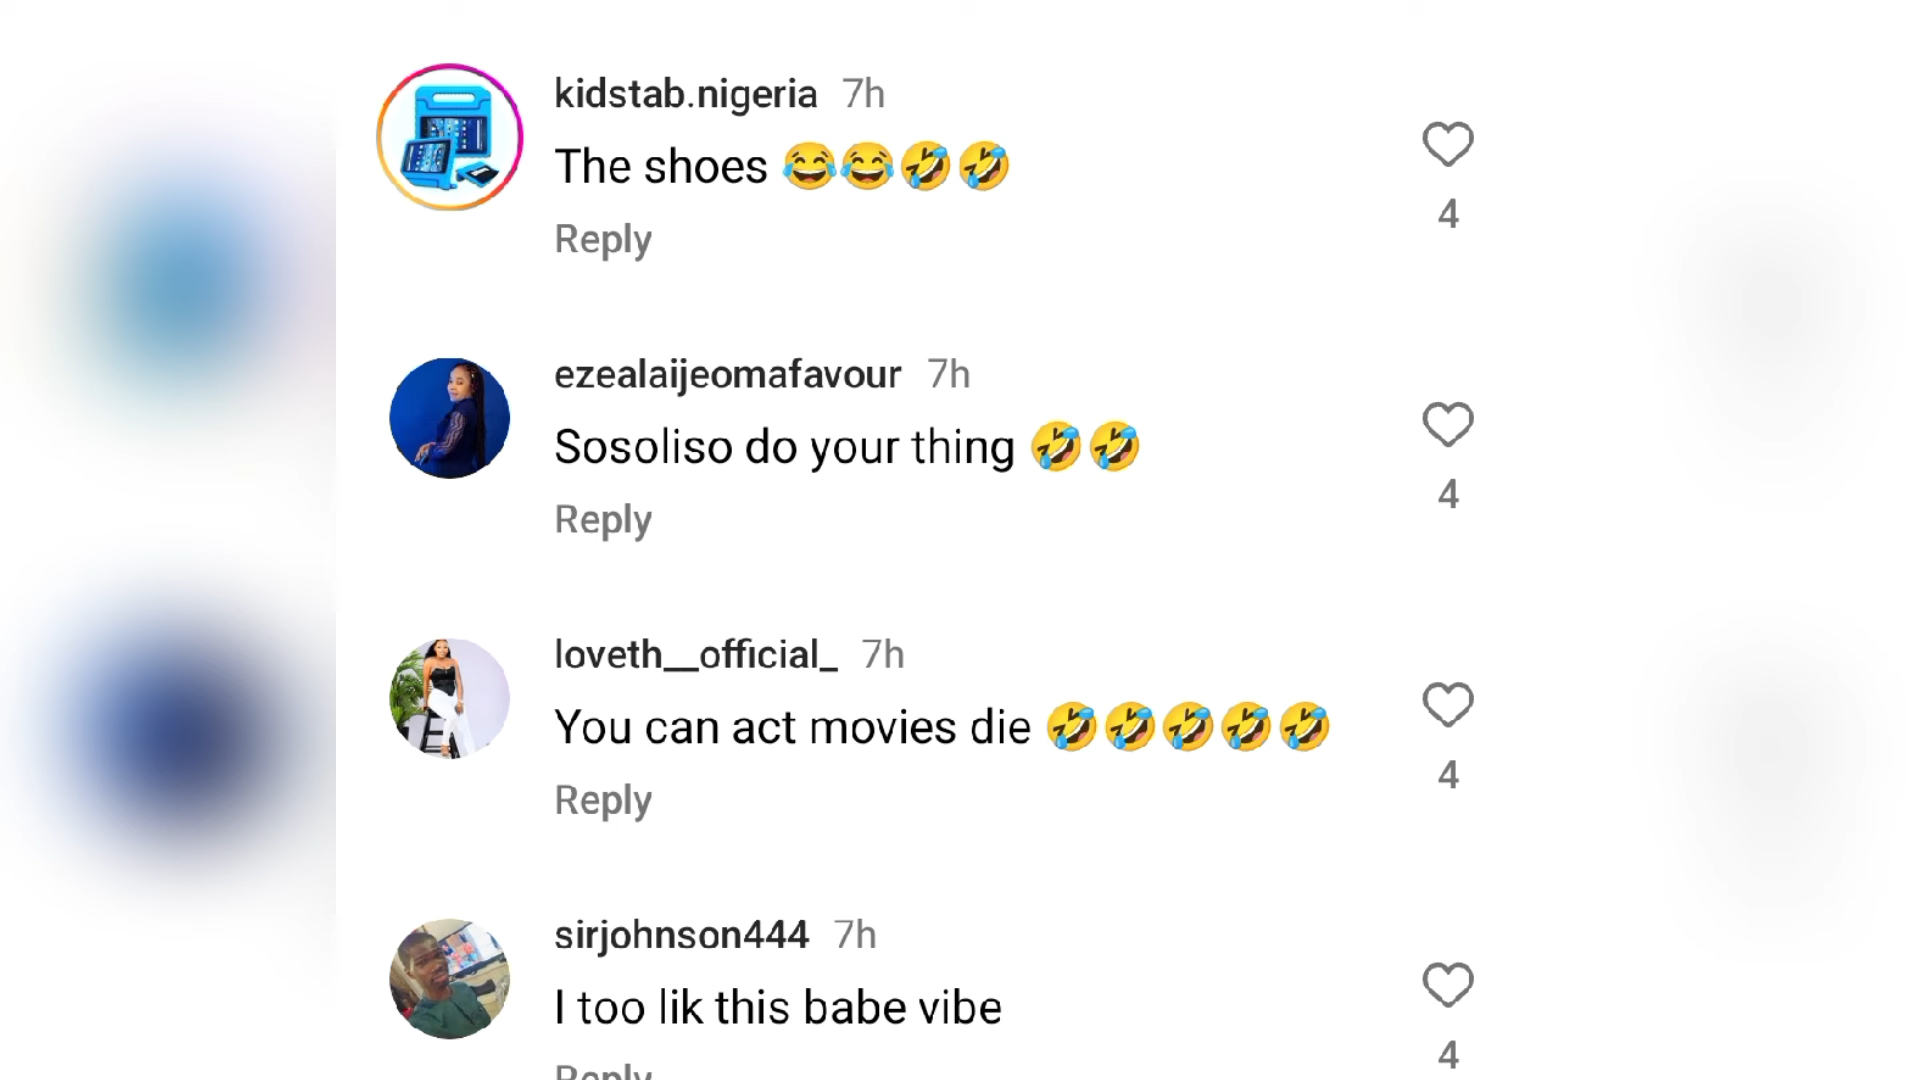 kidstab.nigeria 7h
The shoes 😂😂🤣🤣
4
Reply
ezealaijeomafavour 7h
Sosoliso do your thing 🤣🤣
4
Reply
loveth__official_ 7h
You can act movies die 🤣🤣🤣🤣🤣
4
Reply
sirjohnson444 7h
I too lik this babe vibe
4
Reply